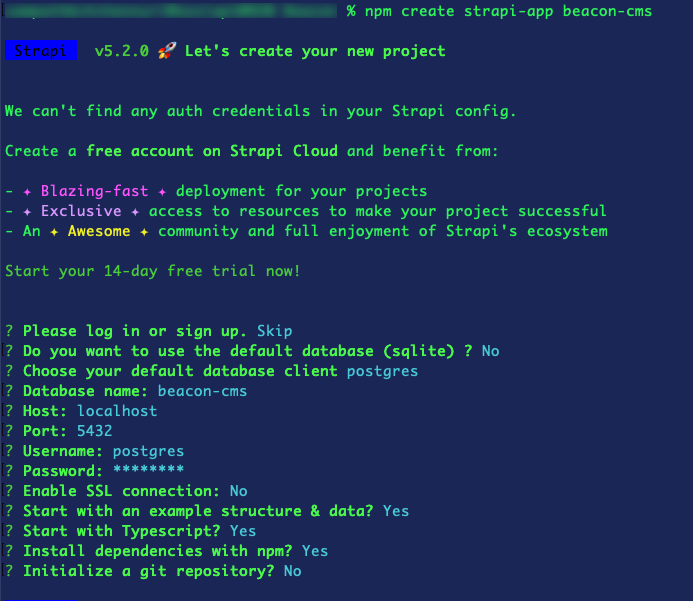 % npm create strapi-app beacon-cms
Strapi v5.2.0 🚀 Let's create your new project
We can't find any auth credentials in your Strapi config.
Create a free account on Strapi Cloud and benefit from:
- ✦ Blazing-fast ✦ deployment for your projects
- ✦ Exclusive ✦ access to resources to make your project successful
- An ✦ Awesome ✦ community and full enjoyment of Strapi's ecosystem
Start your 14-day free trial now!
? Please log in or sign up. Skip
? Do you want to use the default database (sqlite) ? No
? Choose your default database client postgres
? Database name: beacon-cms
? Host: localhost
? Port: 5432
? Username: postgres
? Password: ********
? Enable SSL connection: No
? Start with an example structure & data? Yes
? Start with Typescript? Yes
? Install dependencies with npm? Yes
? Initialize a git repository? No